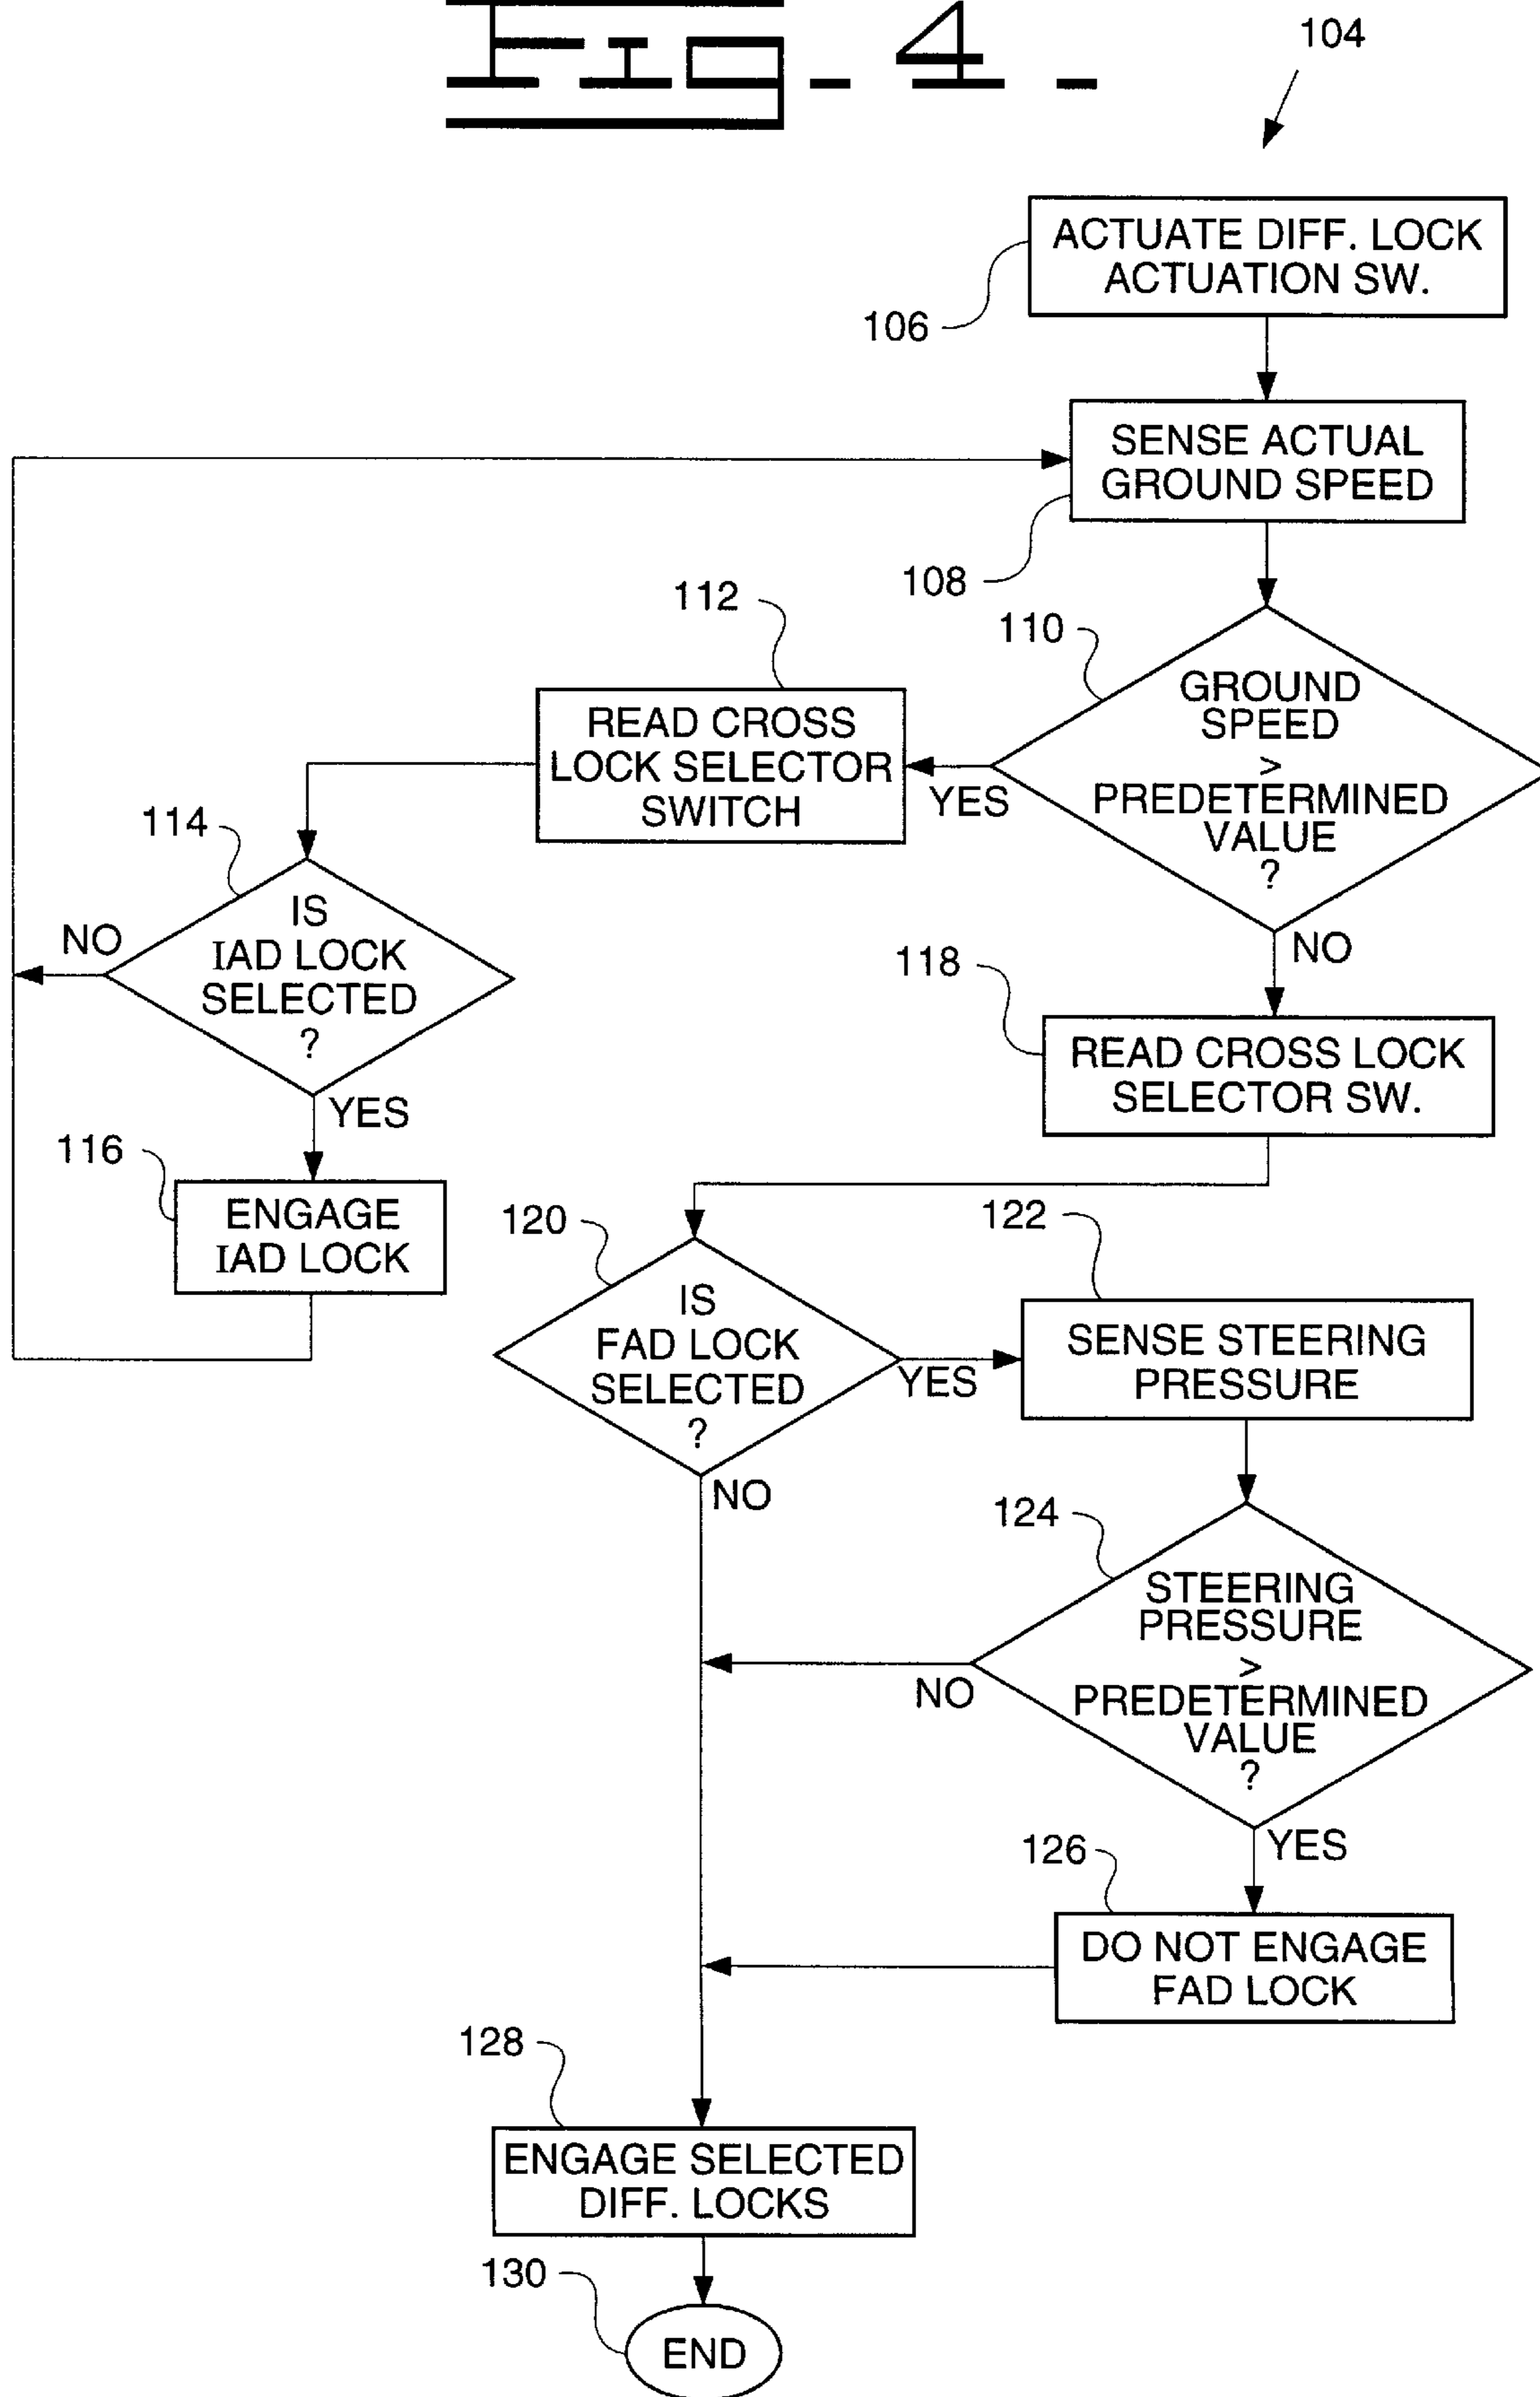 Fig-4-
104
ACTUATE DIFF. LOCK
ACTUATION SW.
106
SENSE ACTUAL
GROUND SPEED
108
110
GROUND
SPEED
>
PREDETERMINED
VALUE
?
YES
NO
112
READ CROSS
LOCK SELECTOR
SWITCH
114
IS
IAD LOCK
SELECTED
?
NO
YES
116
ENGAGE
IAD LOCK
118
READ CROSS LOCK
SELECTOR SW.
120
IS
FAD LOCK
SELECTED
?
YES
NO
122
SENSE STEERING
PRESSURE
124
STEERING
PRESSURE
>
PREDETERMINED
VALUE
?
NO
YES
126
DO NOT ENGAGE
FAD LOCK
128
ENGAGE SELECTED
DIFF. LOCKS
130
END